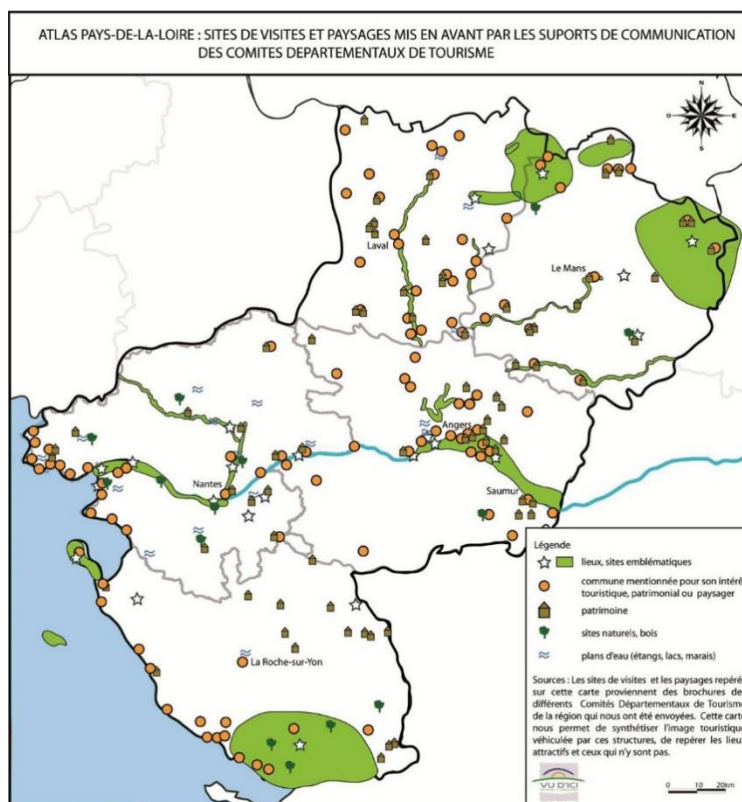 ATLAS PAYS-DE-LA-LOIRE : SITES DE VISITES ET PAYSAGES MIS EN AVANT PAR LES SUPORTS DE COMMUNICATION
DES COMITES DEPARTEMENTAUX DE TOURISME
N
O
E
S
Laval
Le Mans
Angers
Nantes
Saumur
La Roche-sur-Yon
Légende
lieux, sites emblématiques
commune mentionnée pour son intérê
touristique, patrimonial ou paysager
patrimoine
sites naturels, bois
plans d'eau (étangs, lacs, marais)
Sources : Les sites de visites et les paysages repéré
sur cette carte proviennent des brochures de
différents Comités Départementaux de Tourisme
de la région qui nous ont été envoyées. Cette carte
nous permet de synthétiser l'image touristiqu
véhiculée par ces structures, de repérer les lieux
attractifs et ceux qui n'y sont pas.
VU D'ICI
0 10 20km